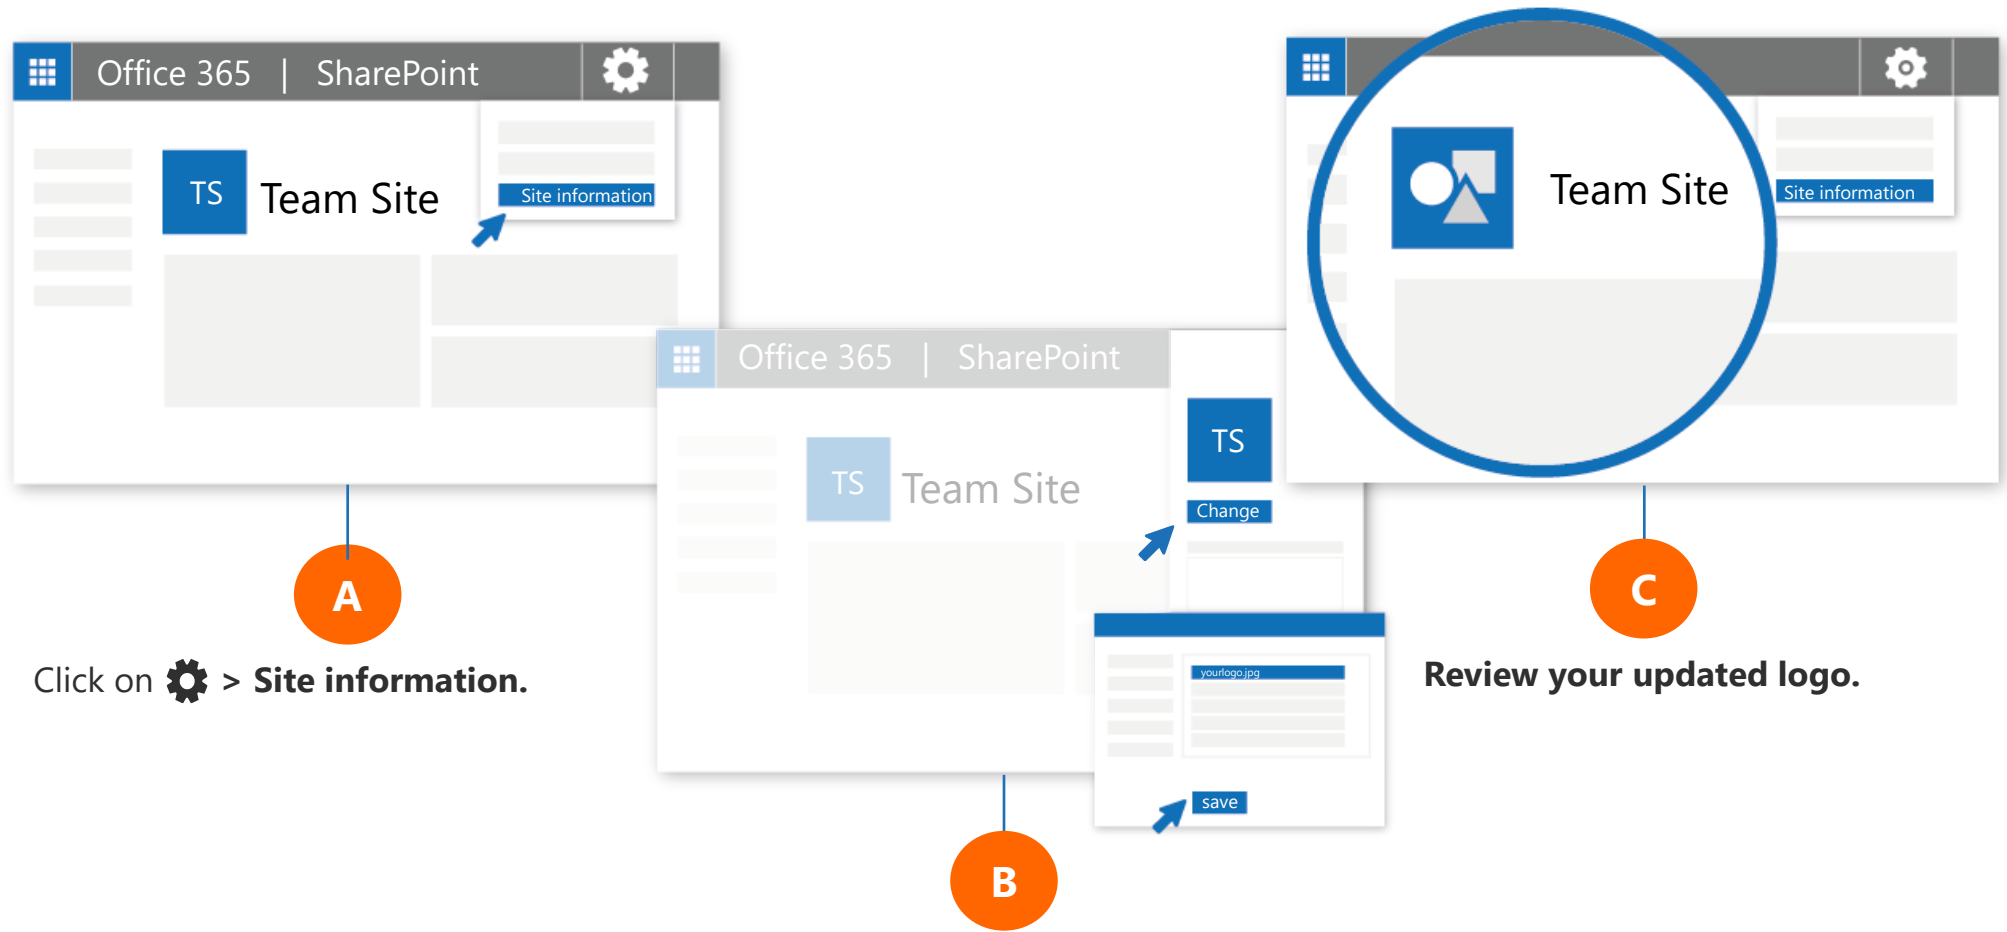 Office 365 | SharePoint
TS Team Site
Site information
A
Click on > Site information.
Office 365 | SharePoint
TS Team Site
TS
Change
yourlogo.jpg
save
B
Team Site
Site information
C
Review your updated logo.